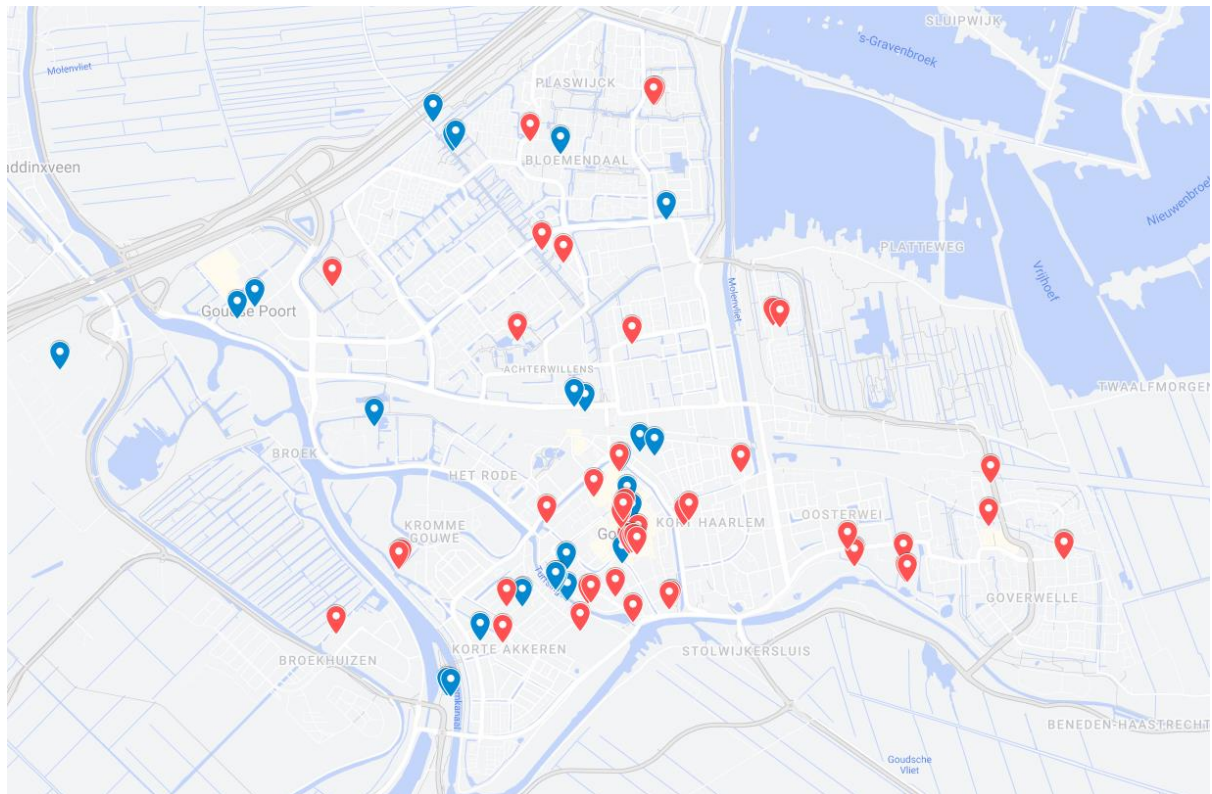 SLUIPWIJK
's-Gravenbroek
Molenvliet
PLASWIJCK
addinxveen
BLOEMENDAAL
Nieuwenbroek
PLATTEWEG
Vrijhoef
Molenvliet
Goudse Poort
ACHTERWILLENS
TWAALFMORGEN
BROEK
HET RODE
KROMME
GOUWE
KORT HAARLEM
OOSTERWEI
GOVERWELLE
KORTE AKKEREN
STOLWIJKERSLUIS
BROEKHUIZEN
BENEDEN-HAASTRECHT
Goudsche
Vliet